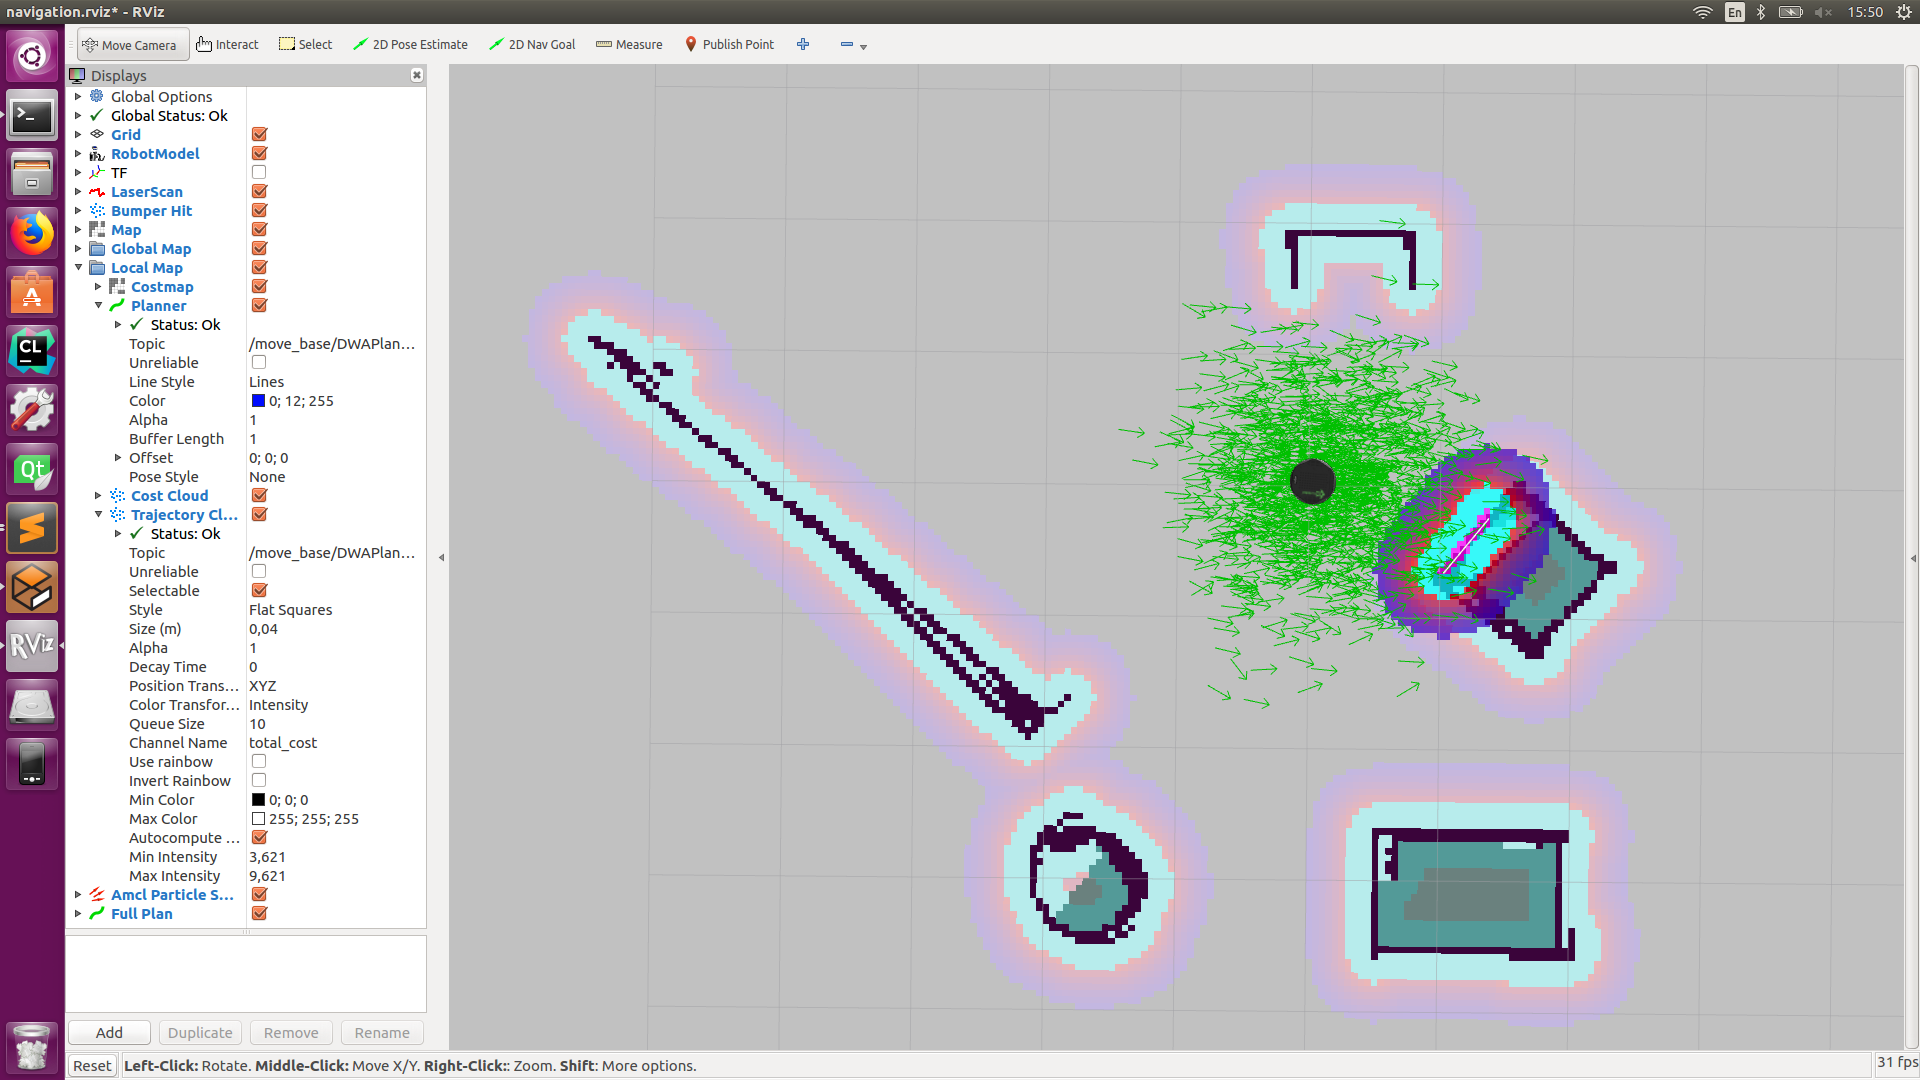 navigation.rviz* - RViz
En
15:50
Move Camera
Interact
Select
2D Pose Estimate
2D Nav Goal
Measure
Publish Point
Displays
Global Options
Global Status: Ok
Grid
RobotModel
TF
LaserScan
Bumper Hit
Map
Global Map
Local Map
Costmap
Planner
Status: Ok
Topic /move_base/DWAPlan...
Unreliable
Line Style Lines
Color 0; 12; 255
Alpha 1
Buffer Length 1
Offset 0; 0; 0
Pose Style None
Cost Cloud
Trajectory Cl...
Status: Ok
Topic /move_base/DWAPlan...
Unreliable
Selectable
Style Flat Squares
Size (m) 0,04
Alpha 1
Decay Time 0
Position Trans... XYZ
Color Transfor... Intensity
Queue Size 10
Channel Name total_cost
Use rainbow
Invert Rainbow
Min Color 0; 0; 0
Max Color 255; 255; 255
Autocompute ...
Min Intensity 3,621
Max Intensity 9,621
Amcl Particle S...
Full Plan
Add
Duplicate
Remove
Rename
Reset
Left-Click: Rotate. Middle-Click: Move X/Y. Right-Click:: Zoom. Shift: More options.
31 fps
CL
Qt
RViz